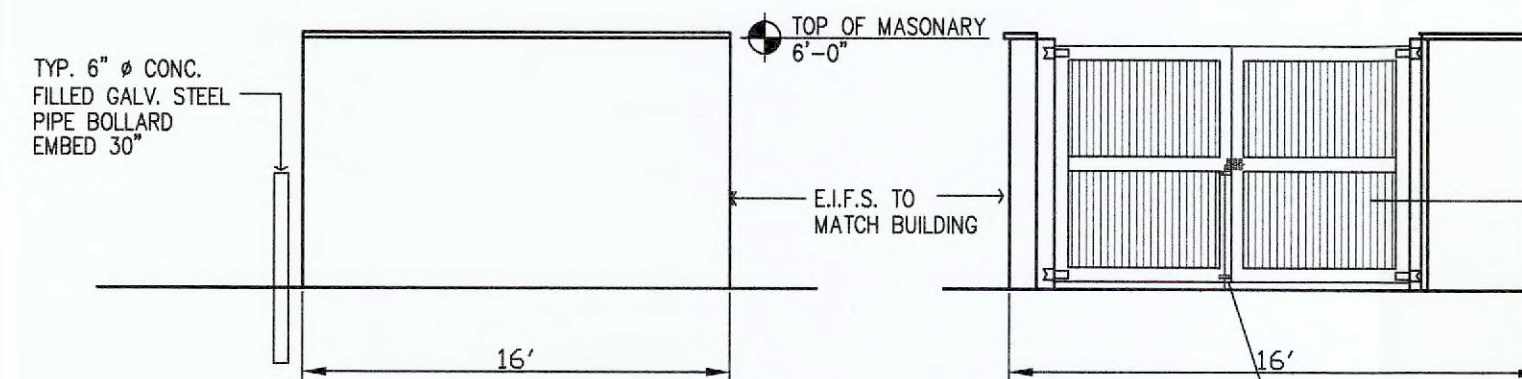 TYP. 6" ø CONC.
FILLED GALV. STEEL
PIPE BOLLARD
EMBED 30"
TOP OF MASONARY
6'-0"
E.I.F.S. TO
MATCH BUILDING
16'
16'